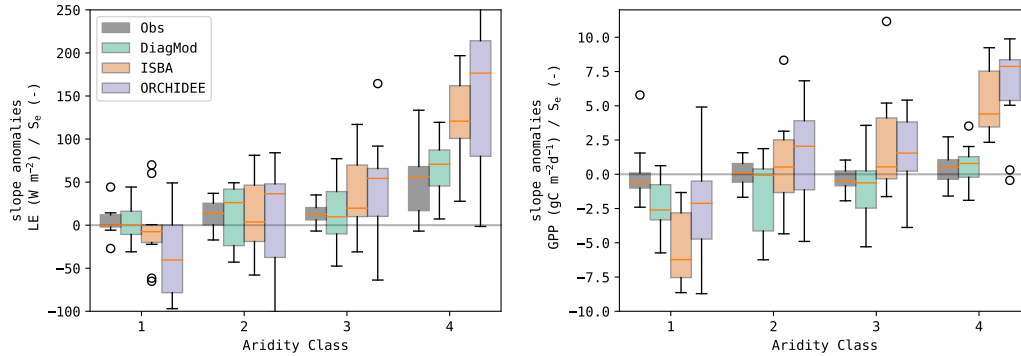 slope anomalies
LE (W m⁻²) / Sₑ (-)
250
200
150
100
50
0
−50
−100
Obs
DiagMod
ISBA
ORCHIDEE
1 2 3 4
Aridity Class
slope anomalies
GPP (gC m⁻²d⁻¹) / Sₑ (-)
10.0
7.5
5.0
2.5
0.0
−2.5
−5.0
−7.5
−10.0
1 2 3 4
Aridity Class